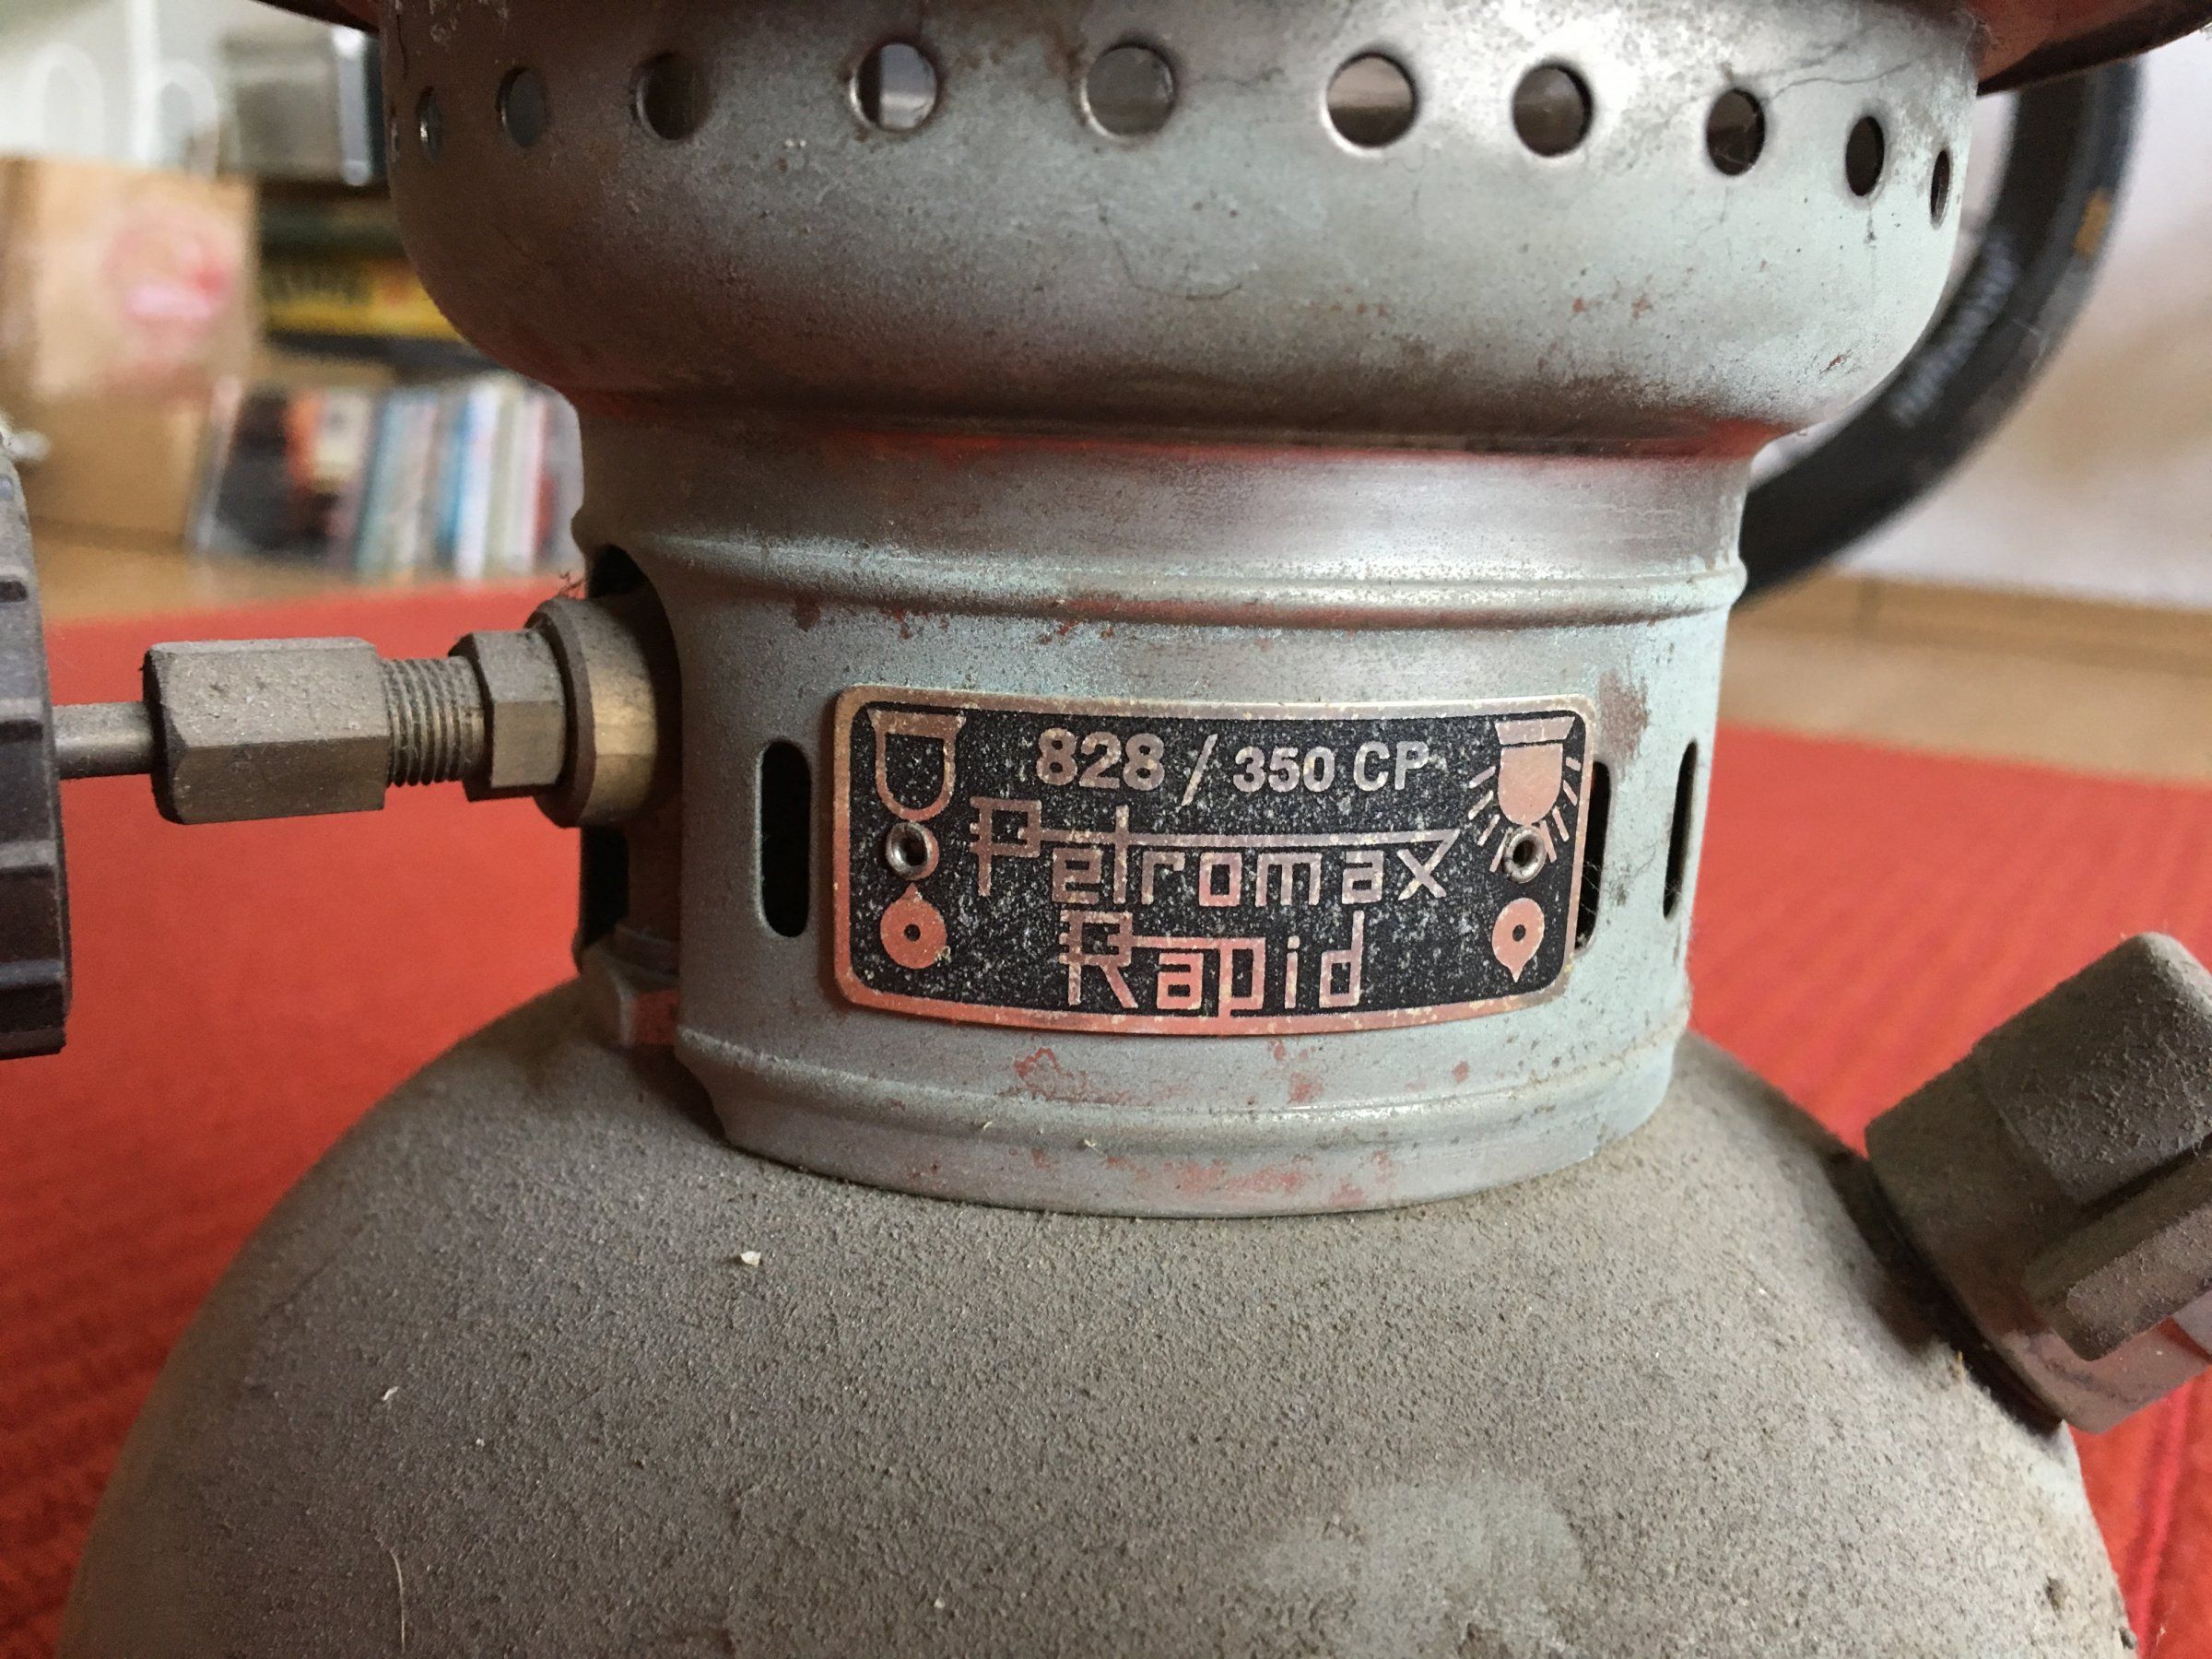 828 / 350 CP
Petromax
Rapid